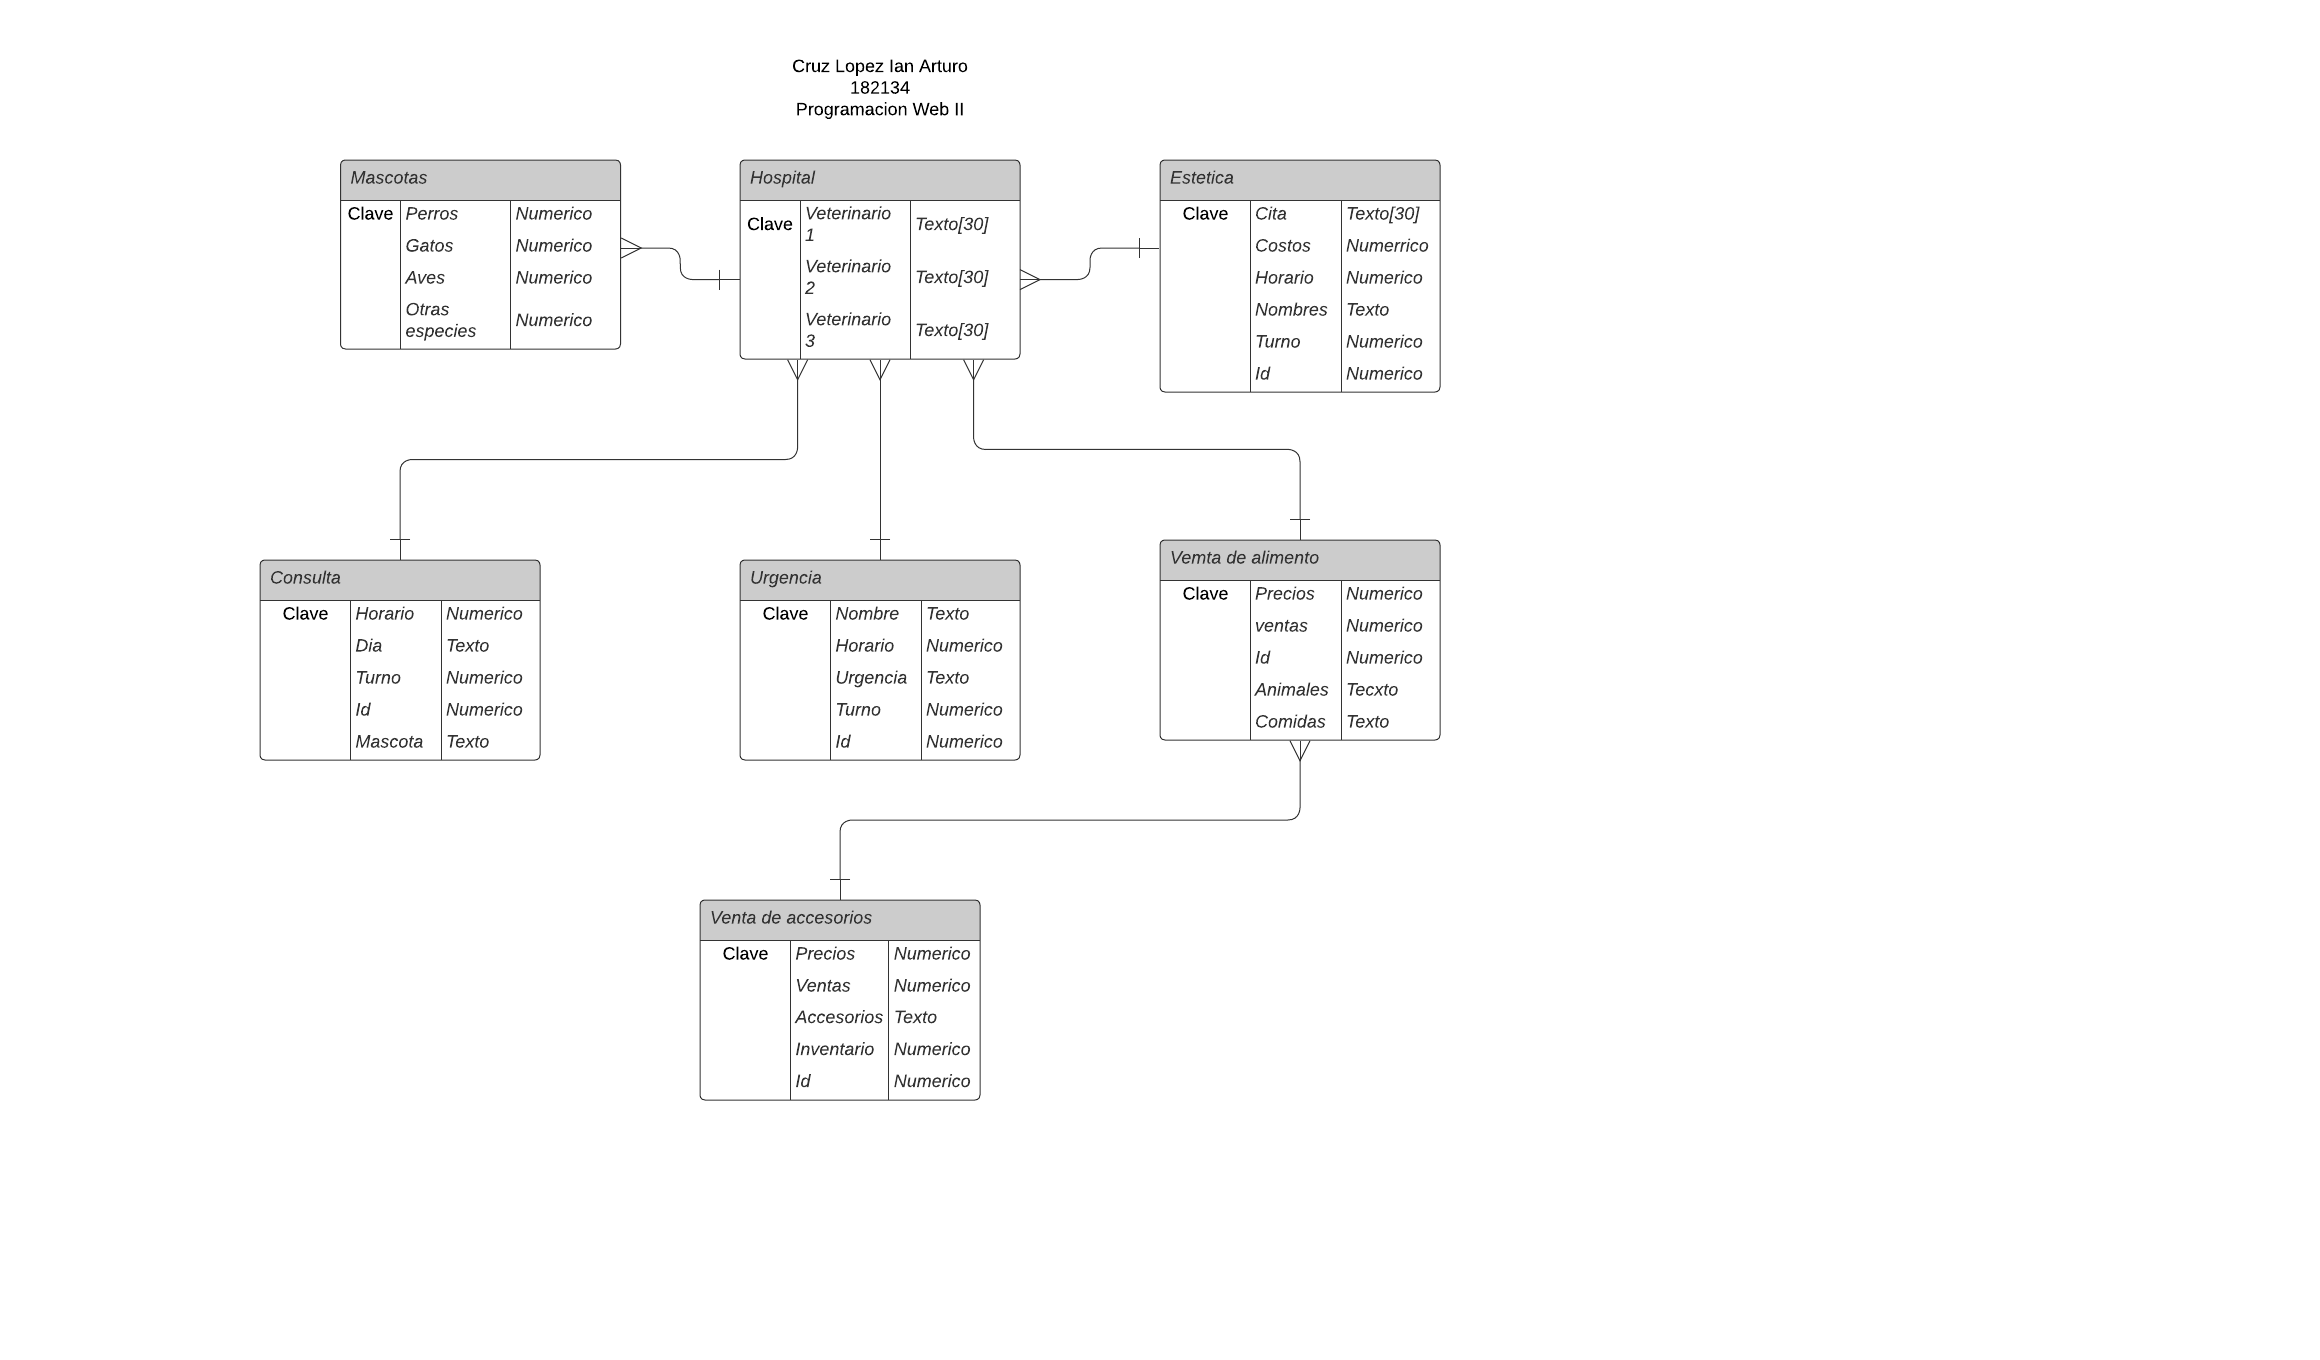 Cruz Lopez Ian Arturo
182134
Programacion Web II
Mascotas
Clave Perros Numerico
Gatos Numerico
Aves Numerico
Otras
especies Numerico
Hospital
Clave Veterinario
1 Texto[30]
Veterinario
2 Texto[30]
Veterinario
3 Texto[30]
Estetica
Clave Cita Texto[30]
Costos Numerrico
Horario Numerico
Nombres Texto
Turno Numerico
Id Numerico
Consulta
Clave Horario Numerico
Dia Texto
Turno Numerico
Id Numerico
Mascota Texto
Urgencia
Clave Nombre Texto
Horario Numerico
Urgencia Texto
Turno Numerico
Id Numerico
Vemta de alimento
Clave Precios Numerico
ventas Numerico
Id Numerico
Animales Tecxto
Comidas Texto
Venta de accesorios
Clave Precios Numerico
Ventas Numerico
Accesorios Texto
Inventario Numerico
Id Numerico